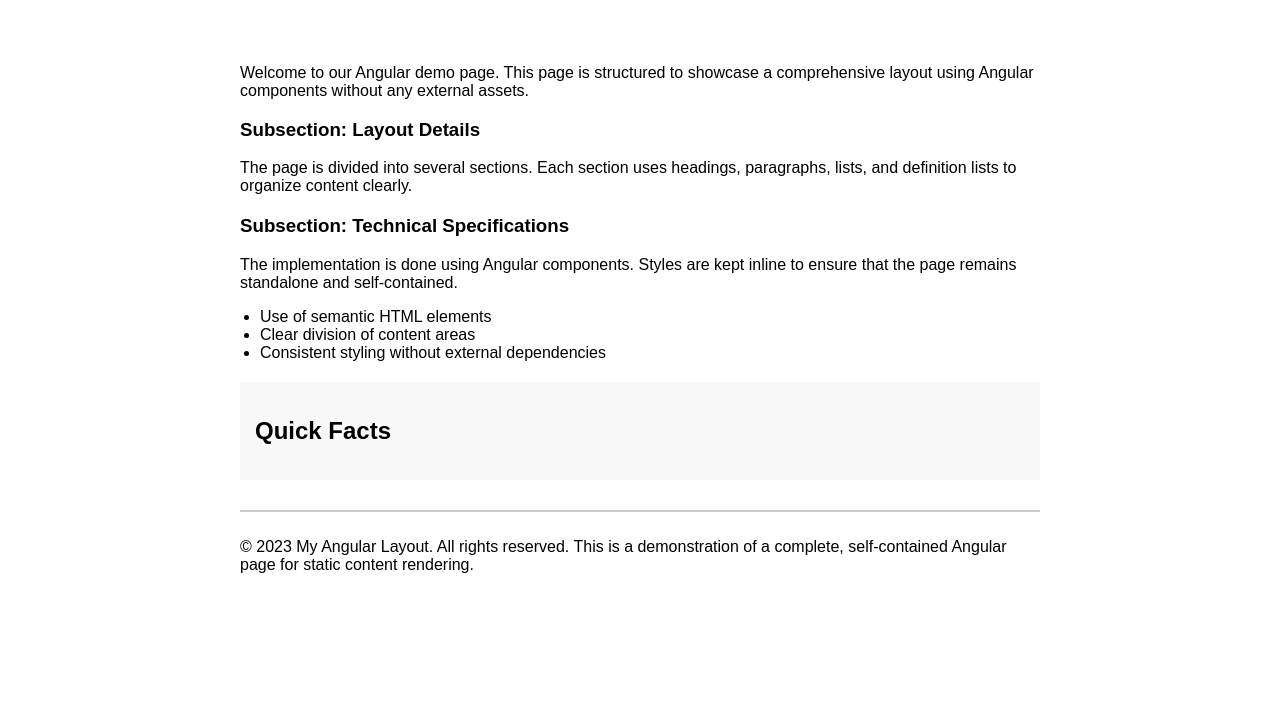 Welcome to our Angular demo page. This page is structured to showcase a comprehensive layout using Angular
components without any external assets.
Subsection: Layout Details
The page is divided into several sections. Each section uses headings, paragraphs, lists, and definition lists to
organize content clearly.
Subsection: Technical Specifications
The implementation is done using Angular components. Styles are kept inline to ensure that the page remains
standalone and self-contained.
• Use of semantic HTML elements
• Clear division of content areas
• Consistent styling without external dependencies
Quick Facts
© 2023 My Angular Layout. All rights reserved. This is a demonstration of a complete, self-contained Angular
page for static content rendering.